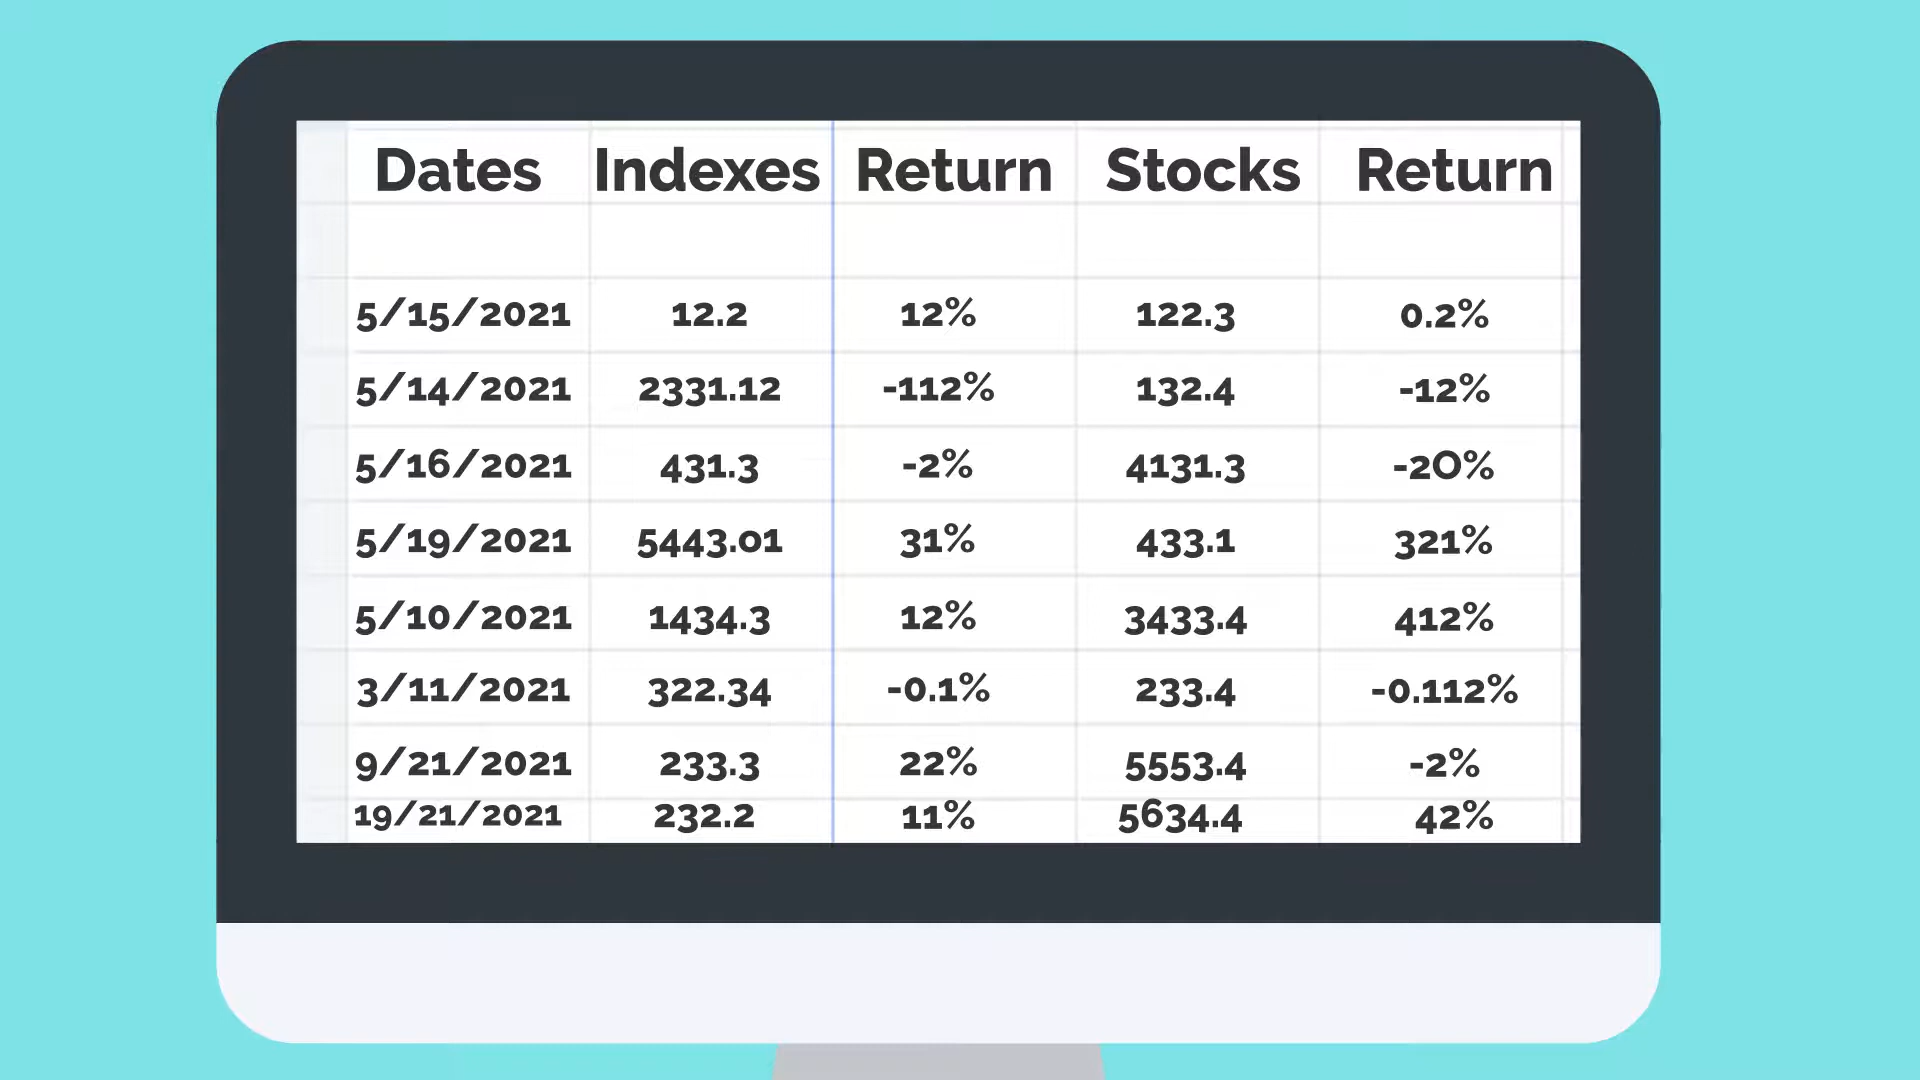 Dates Indexes Return Stocks Return
5/15/2021 12.2 12% 122.3 0.2%
5/14/2021 2331.12 -112% 132.4 -12%
5/16/2021 431.3 -2% 4131.3 -2O%
5/19/2021 5443.01 31% 433.1 321%
5/10/2021 1434.3 12% 3433.4 412%
3/11/2021 322.34 -0.1% 233.4 -0.112%
9/21/2021 233.3 22% 5553.4 -2%
19/21/2021 232.2 11% 5634.4 42%